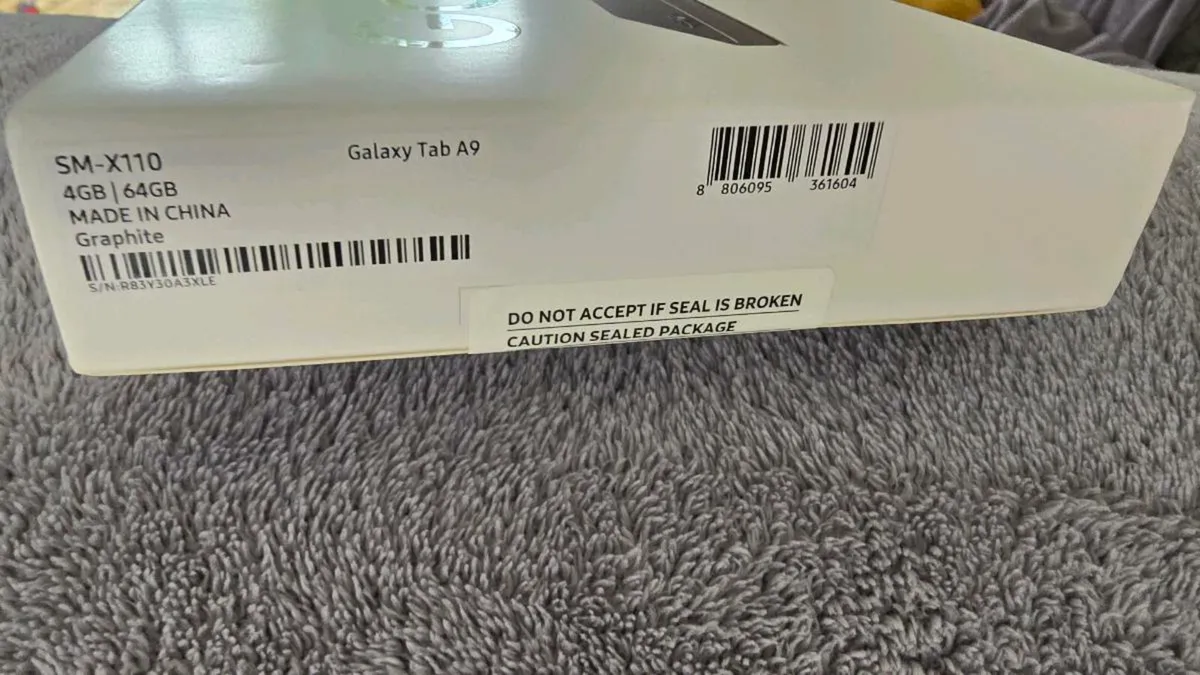 SM-X110
4GB | 64GB
MADE IN CHINA
Graphite
S/N:R83Y30A3XLE
Galaxy Tab A9
8 806095 361604
DO NOT ACCEPT IF SEAL IS BROKEN
CAUTION SEALED PACKAGE